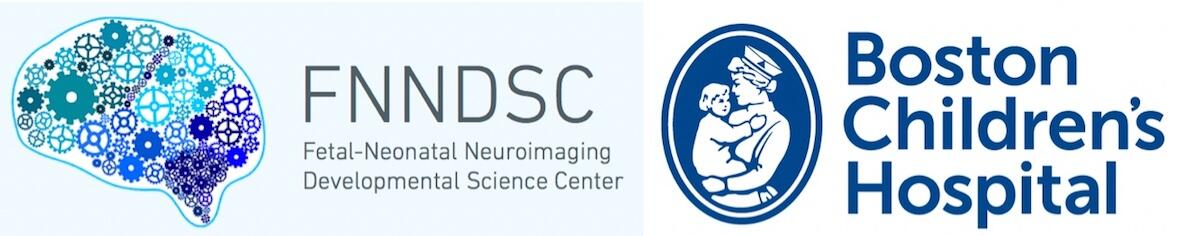 FNNDSC
Fetal-Neonatal Neuroimaging
Developmental Science Center
Boston
Children's
Hospital